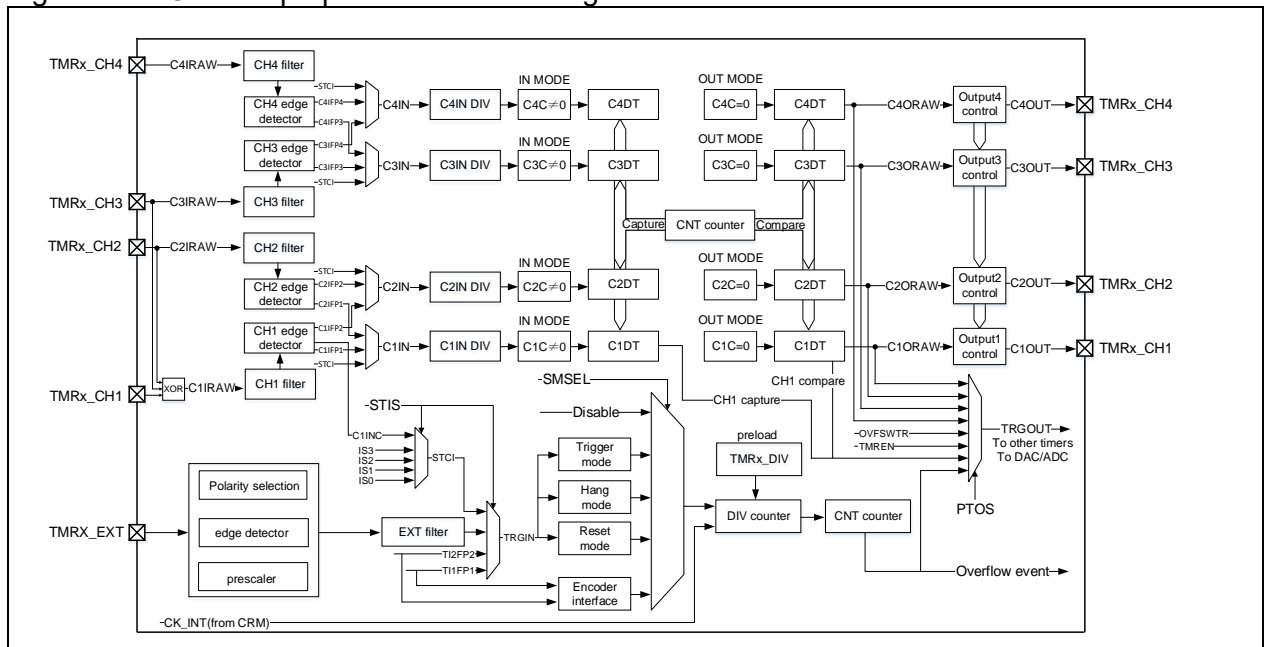 TMRx_CH4
C4IRAW
CH4 filter
CH4 edge
detector
STCI
C4IFP4
C4IFP3
C4IN
C4IN DIV
IN MODE
C4C≠0
C4DT
OUT MODE
C4C=0
C4DT
C4ORAW
Output4
control
C4OUT
TMRx_CH4
CH3 edge
detector
C3IFP4
C3IFP3
STCI
C3IN
C3IN DIV
IN MODE
C3C≠0
C3DT
OUT MODE
C3C=0
C3DT
C3ORAW
Output3
control
C3OUT
TMRx_CH3
TMRx_CH3
C3IRAW
CH3 filter
Capture
CNT counter
Compare
TMRx_CH2
C2IRAW
CH2 filter
CH2 edge
detector
STCI
C2IFP2
C2IFP1
C2IN
C2IN DIV
IN MODE
C2C≠0
C2DT
OUT MODE
C2C=0
C2DT
C2ORAW
Output2
control
C2OUT
TMRx_CH2
CH1 edge
detector
C1IFP2
C1IFP1
STCI
C1IN
C1IN DIV
IN MODE
C1C≠0
C1DT
OUT MODE
C1C=0
C1DT
C1ORAW
Output1
control
C1OUT
TMRx_CH1
TMRx_CH1
XOR
C1IRAW
CH1 filter
CH1 compare
CH1 capture
SMSEL
Disable
STIS
C1INC
IS3
IS2
IS1
IS0
STCI
OVFSWTR
TMREN
TRGOUT
To other timers
To DAC/ADC
PTOS
preload
TMRx_DIV
Trigger
mode
Hang
mode
Reset
mode
Encoder
interface
TMRX_EXT
Polarity selection
edge detector
prescaler
EXT filter
TI2FP2
TI1FP1
TRGIN
DIV counter
CNT counter
Overflow event
CK_INT(from CRM)